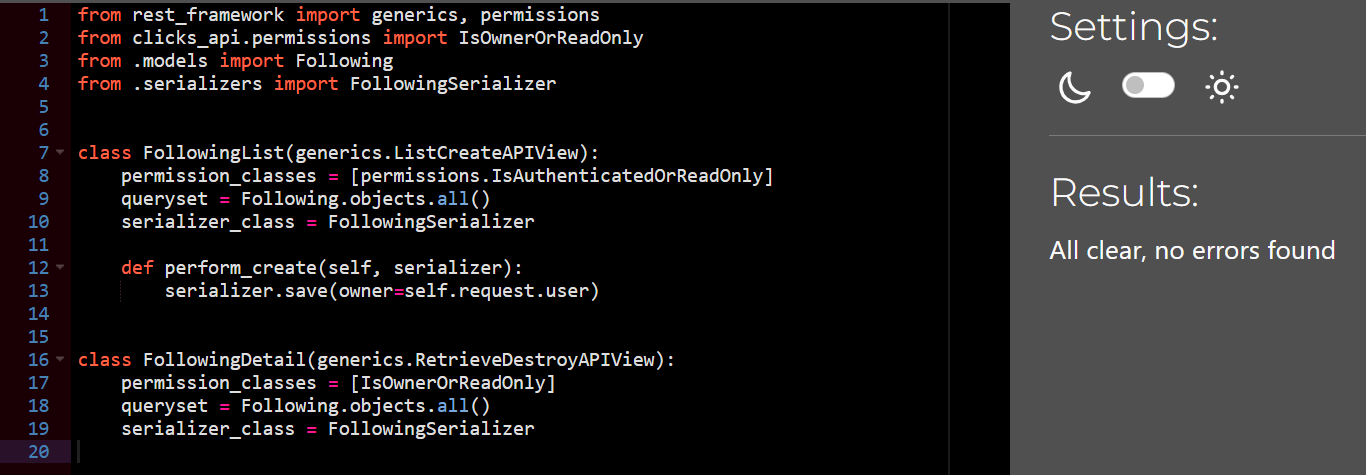 1 from rest_framework import generics, permissions
2 from clicks_api.permissions import IsOwnerOrReadOnly
3 from .models import Following
4 from .serializers import FollowingSerializer
5
6
7 class FollowingList(generics.ListCreateAPIView):
8     permission_classes = [permissions.IsAuthenticatedOrReadOnly]
9     queryset = Following.objects.all()
10     serializer_class = FollowingSerializer
11
12     def perform_create(self, serializer):
13         serializer.save(owner=self.request.user)
14
15
16 class FollowingDetail(generics.RetrieveDestroyAPIView):
17     permission_classes = [IsOwnerOrReadOnly]
18     queryset = Following.objects.all()
19     serializer_class = FollowingSerializer
20
Settings:
Results:
All clear, no errors found